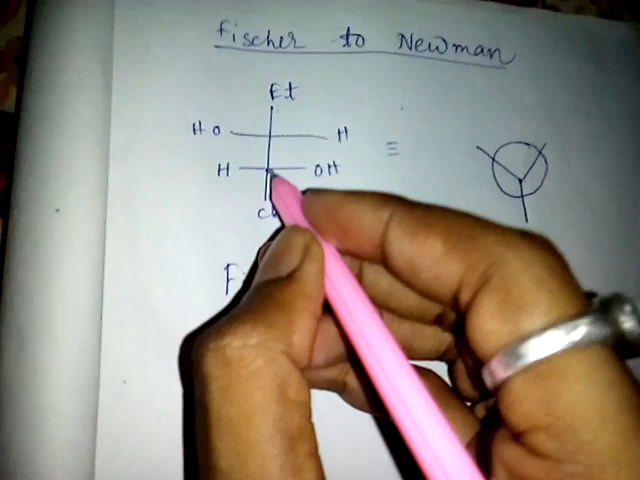 Fischer to Newman
Et
HO H
≡
H OH